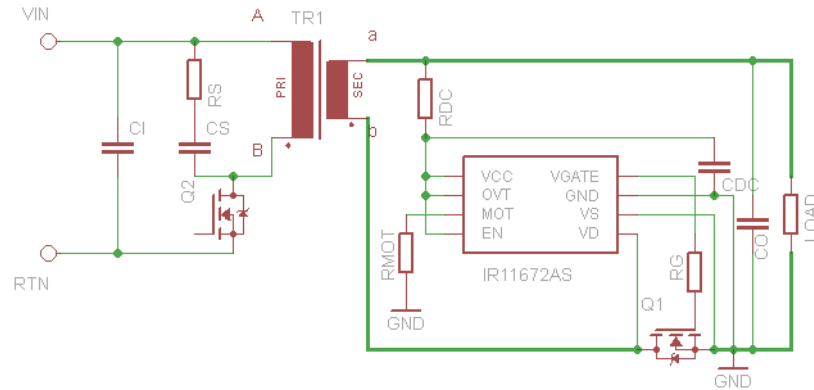 VIN
A
TR1
a
PRI
SEC
RS
RDC
CI
CS
B
b
VCC
VGATE
CDC
OVT
GND
Q2
MOT
VS
EN
VD
LOAD
RMOT
CO
RG
IR11672AS
RTN
Q1
GND
GND